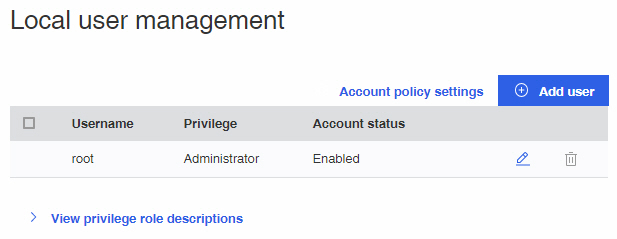 Local user management
Account policy settings Add user
Username Privilege Account status
root Administrator Enabled
View privilege role descriptions